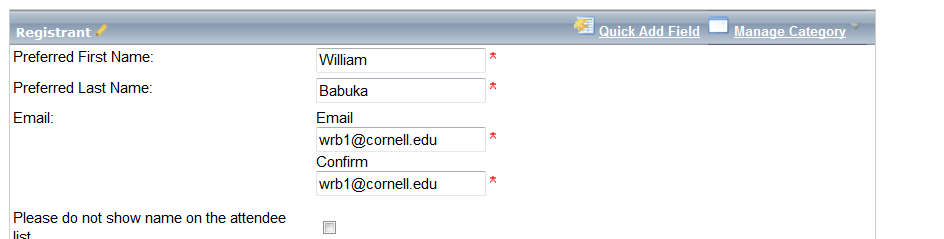 Registrant Quick Add Field Manage Category
Preferred First Name: William *
Preferred Last Name: Babuka *
Email: Email
wrb1@cornell.edu *
Confirm
wrb1@cornell.edu *
Please do not show name on the attendee
list